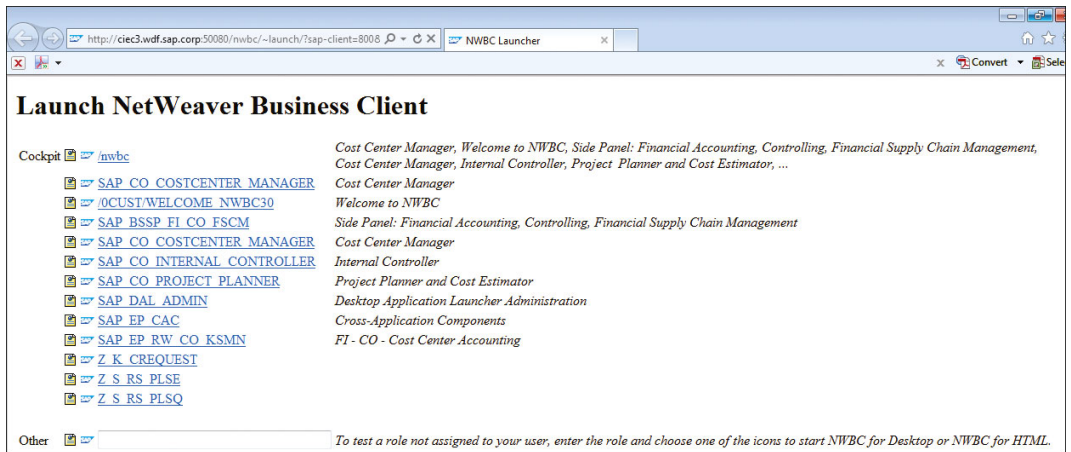 http://ciec3.wdf.sap.corp:50080/nwbc/~launch/?sap-client=8008 NWBC Launcher
Convert Sele
Launch NetWeaver Business Client
Cockpit /nwbc Cost Center Manager, Welcome to NWBC, Side Panel: Financial Accounting, Controlling, Financial Supply Chain Management,
Cost Center Manager, Internal Controller, Project Planner and Cost Estimator, ...
SAP_CO_COSTCENTER_MANAGER Cost Center Manager
/0CUST/WELCOME_NWBC30 Welcome to NWBC
SAP_BSSP_FI_CO_FSCM Side Panel: Financial Accounting, Controlling, Financial Supply Chain Management
SAP_CO_COSTCENTER_MANAGER Cost Center Manager
SAP_CO_INTERNAL_CONTROLLER Internal Controller
SAP_CO_PROJECT_PLANNER Project Planner and Cost Estimator
SAP_DAL_ADMIN Desktop Application Launcher Administration
SAP_EP_CAC Cross-Application Components
SAP_EP_RW_CO_KSMN FI - CO - Cost Center Accounting
Z_K_CREQUEST
Z_S_RS_PLSE
Z_S_RS_PLSQ
Other To test a role not assigned to your user, enter the role and choose one of the icons to start NWBC for Desktop or NWBC for HTML.